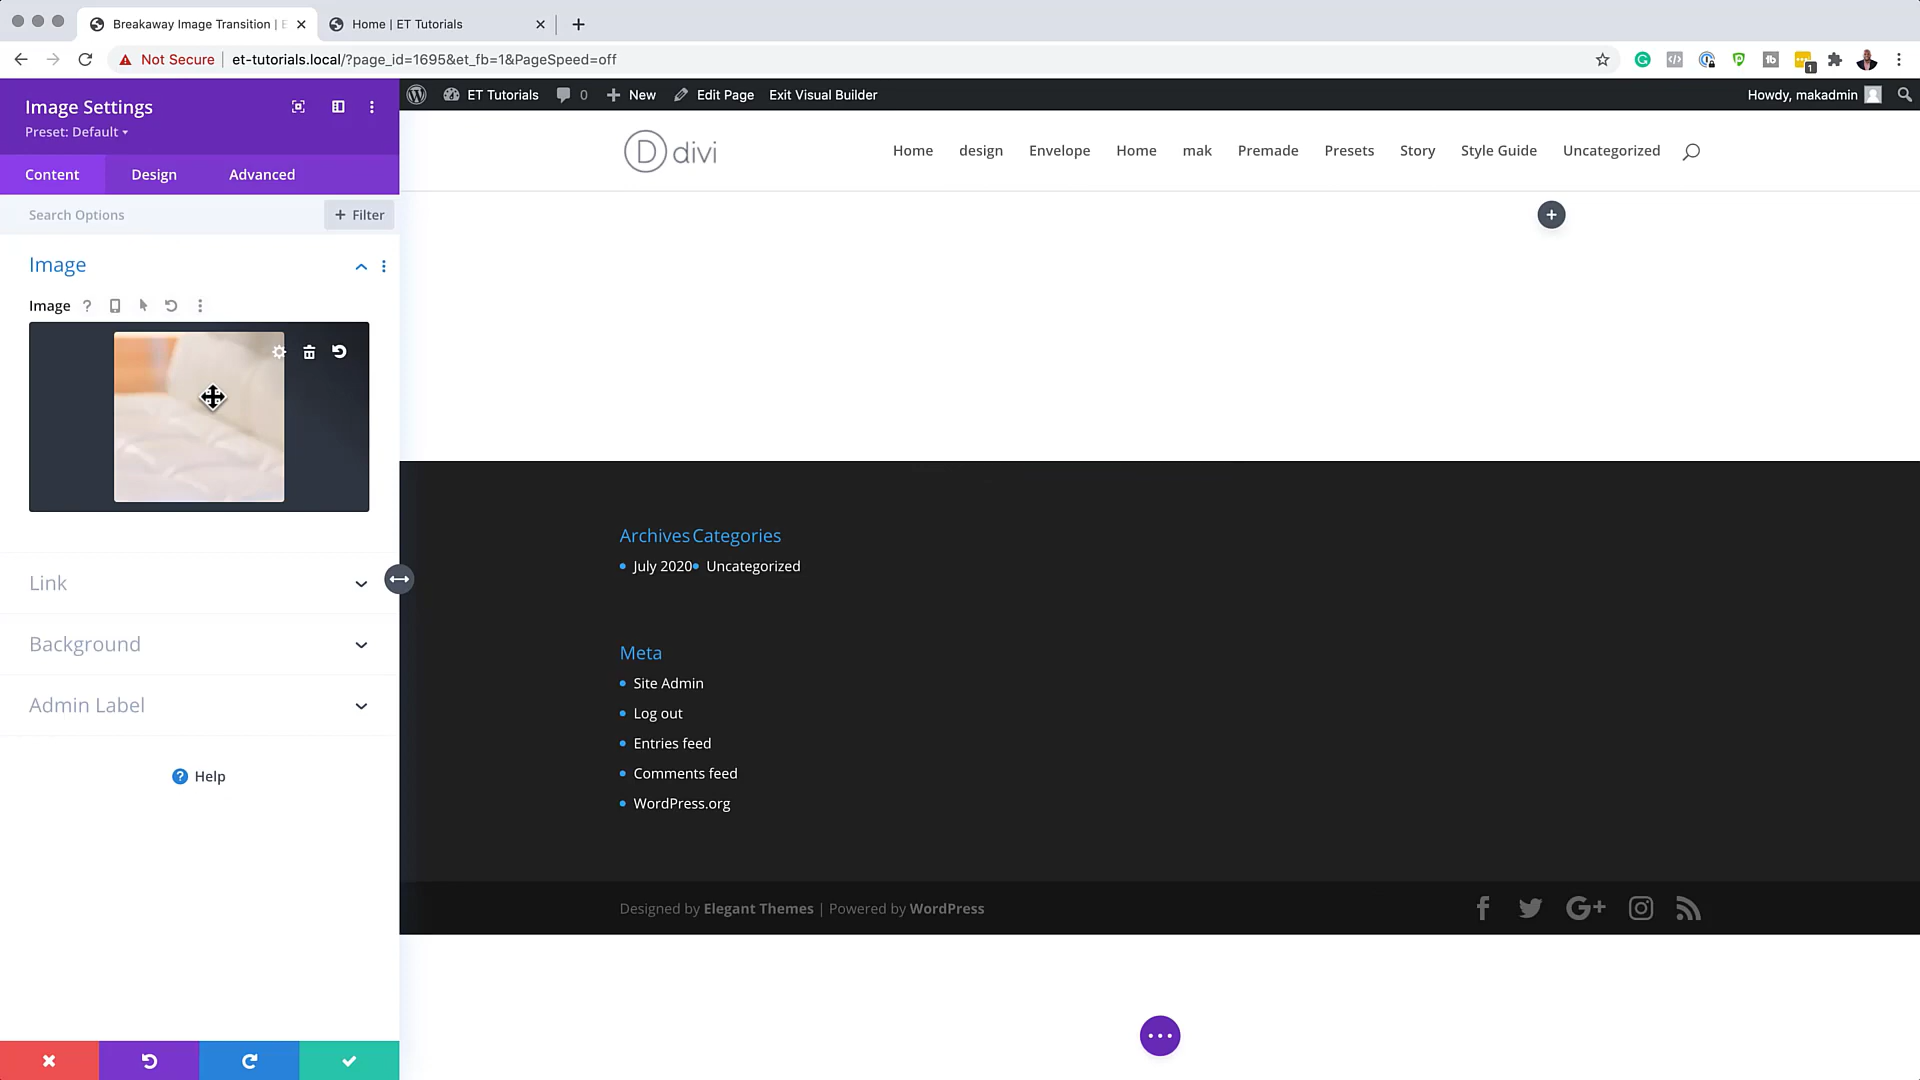 Breakaway Image Transition | E
Home | ET Tutorials
Not Secure
et-tutorials.local/?page_id=1695&et_fb=1&PageSpeed=off
1
Image Settings
Preset: Default
Content
Design
Advanced
Search Options
+ Filter
Image
Image
Link
Background
Admin Label
? Help
ET Tutorials
0
+ New
Edit Page
Exit Visual Builder
Howdy, makadmin
D divi
Home
design
Envelope
Home
mak
Premade
Presets
Story
Style Guide
Uncategorized
Archives Categories
July 2020
Uncategorized
Meta
Site Admin
Log out
Entries feed
Comments feed
WordPress.org
Designed by Elegant Themes | Powered by WordPress